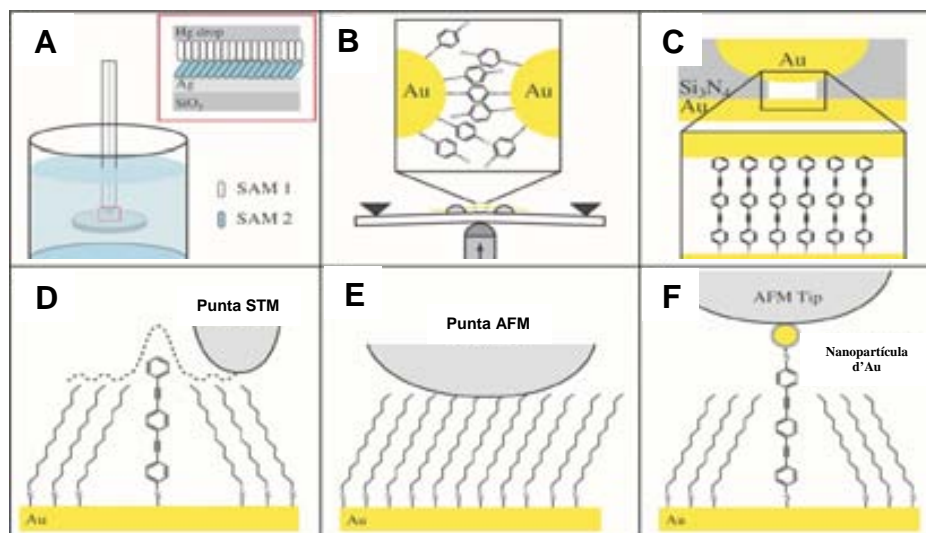 A
Hg drop
Ag
SiO₂
SAM 1
SAM 2
B
Au
Au
C
Au
Si₃N₄
Au
D
Punta STM
Au
E
Punta AFM
F
AFM Tip
Nanopartícula
d'Au
Au